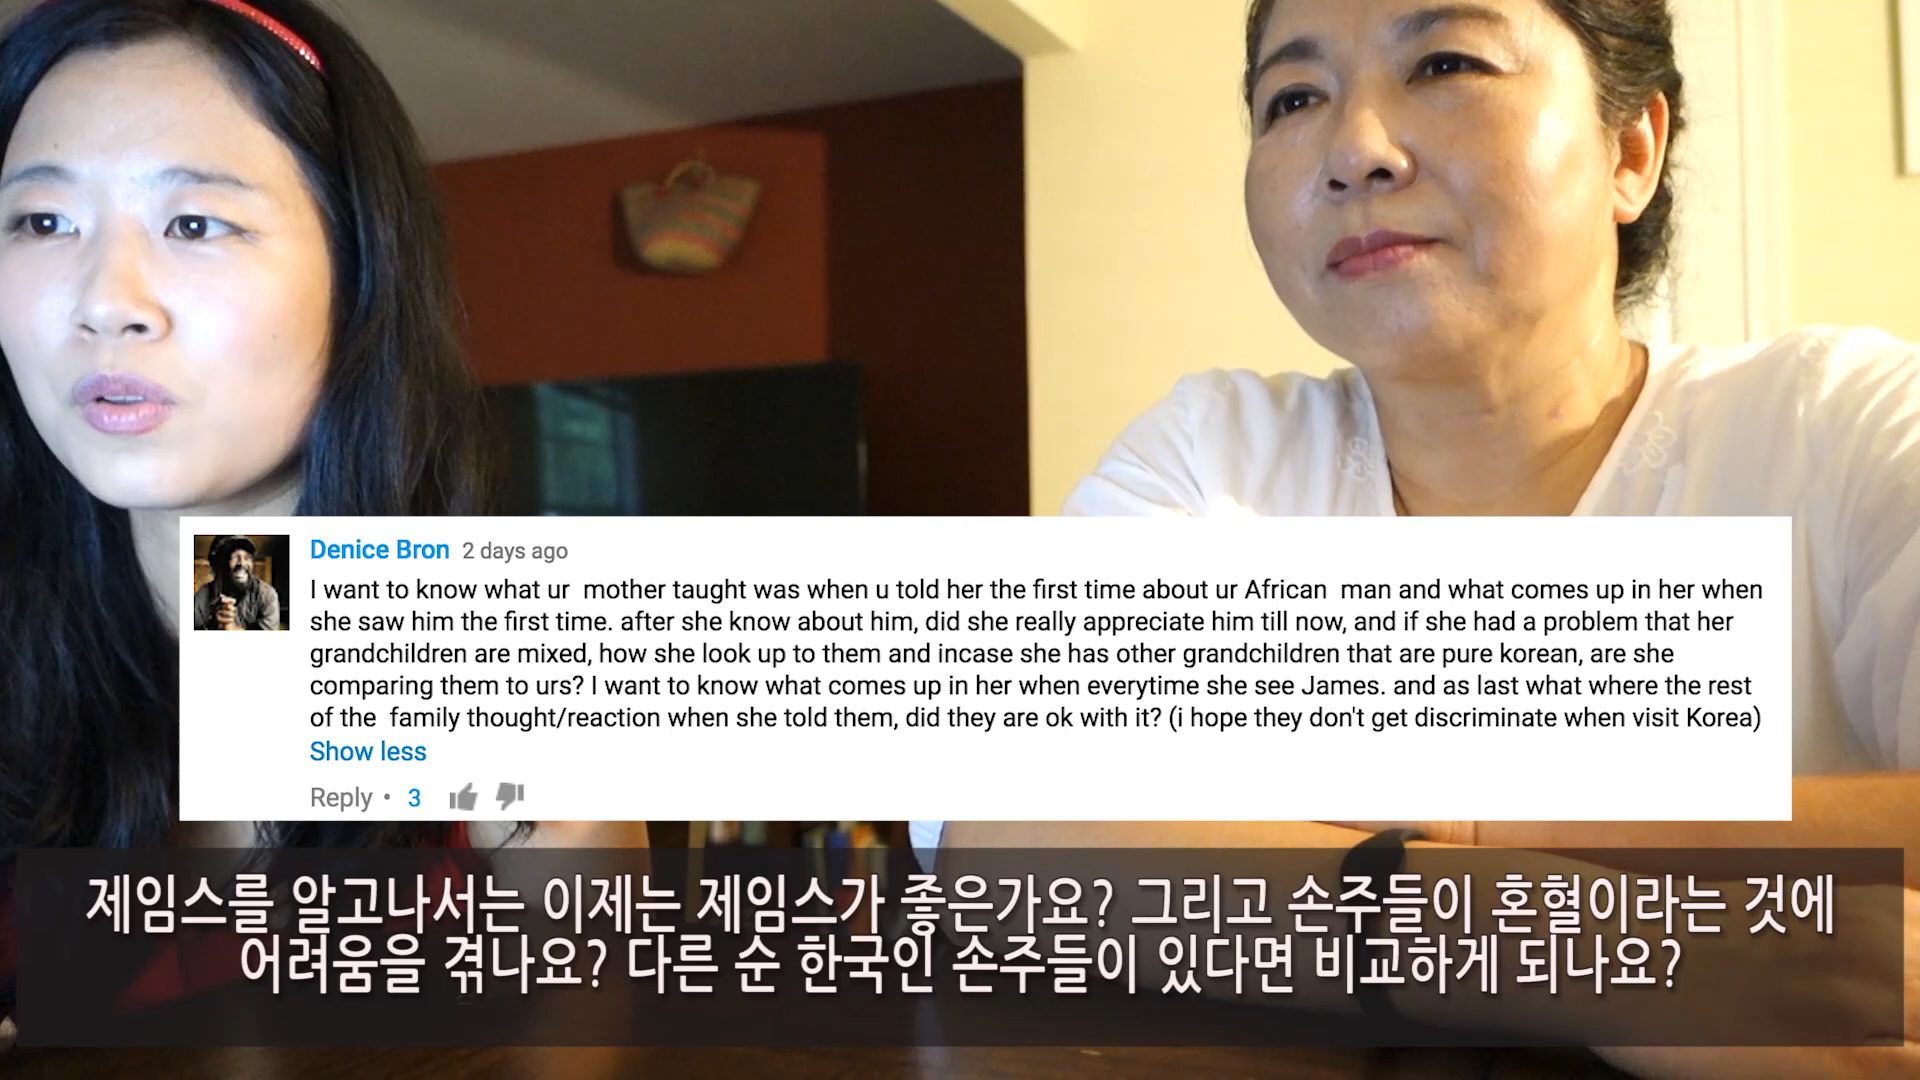 Denice Bron 2 days ago
I want to know what ur  mother taught was when u told her the first time about ur African  man and what comes up in her when
she saw him the first time. after she know about him, did she really appreciate him till now, and if she had a problem that her
grandchildren are mixed, how she look up to them and incase she has other grandchildren that are pure korean, are she
comparing them to urs? I want to know what comes up in her when everytime she see James. and as last what where the rest
of the  family thought/reaction when she told them, did they are ok with it? (i hope they don't get discriminate when visit Korea)
Show less
Reply • 3
제임스를 알고나서는 이제는 제임스가 좋은가요? 그리고 손주들이 혼혈이라는 것에
어려움을 겪나요? 다른 순 한국인 손주들이 있다면 비교하게 되나요?